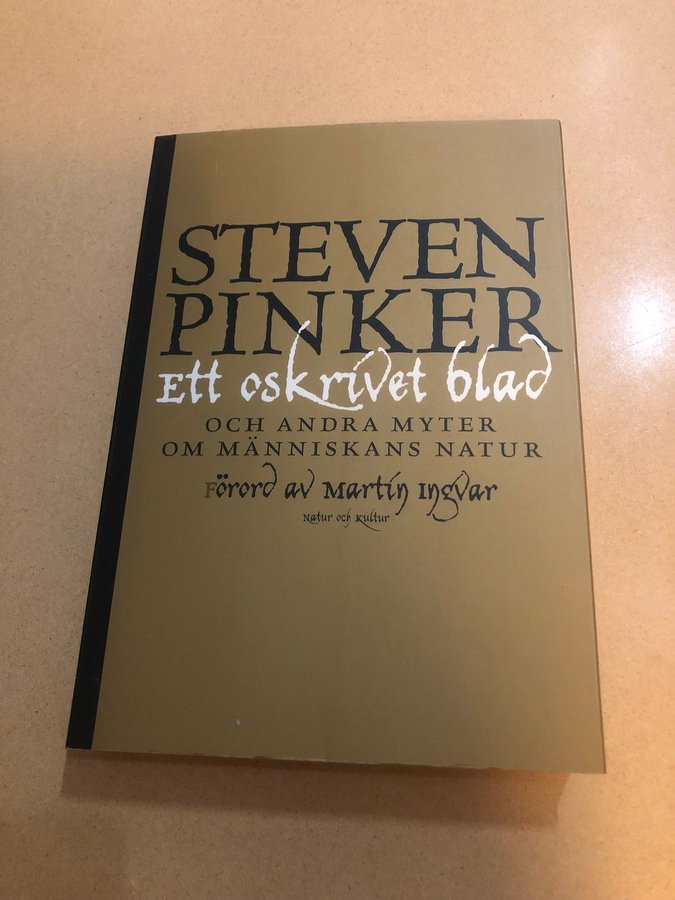 STEVEN
PINKER
Ett oskrivet blad
OCH ANDRA MYTER
OM MÄNNISKANS NATUR
Förord av Martin Ingvar
Natur och Kultur